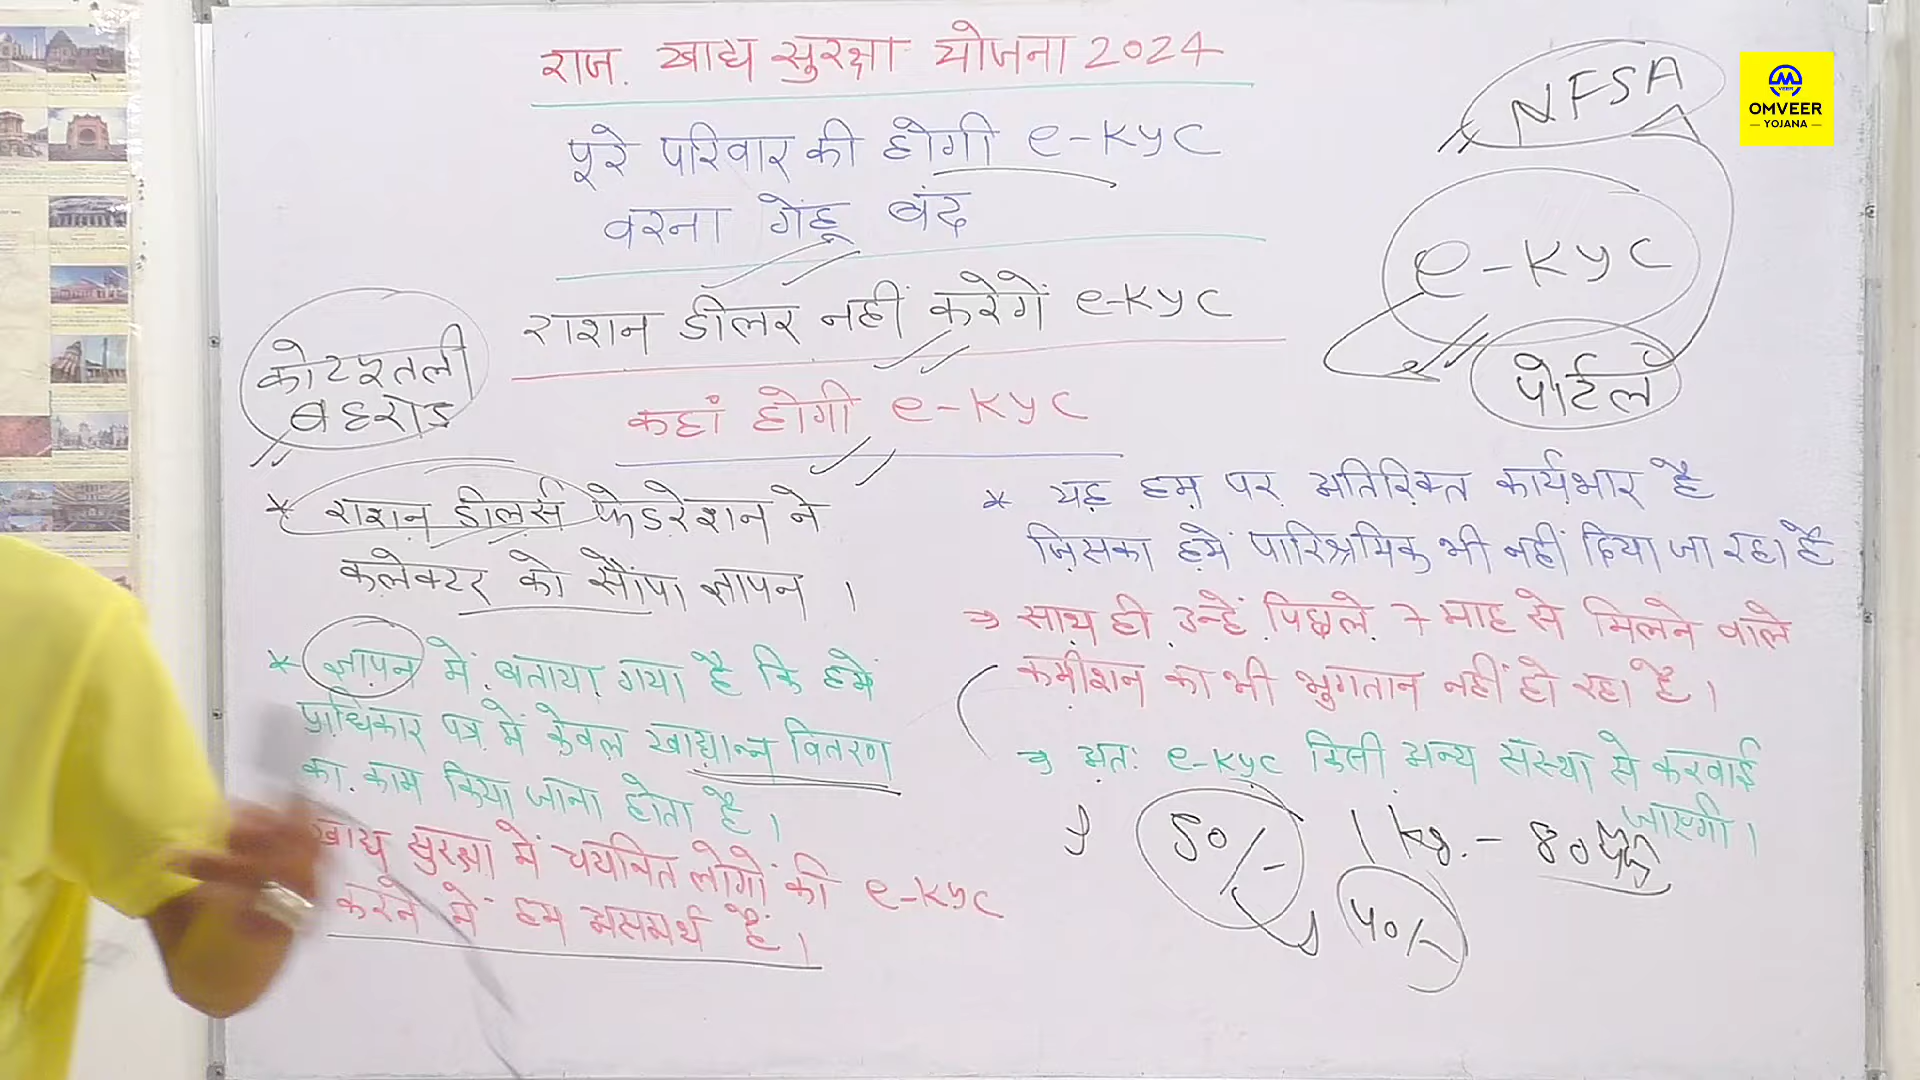 राज. खाद्य सुरक्षा योजना 2024
पूरे परिवार की होगी e-KYC
वरना गेंहू बंद
राशन डीलर नहीं करेगें e-KYC
कहां होगी e-KYC
कोटपूतली
बहरोड
* राशन डीलर्स फेडरेशन ने
कलेक्टर को सौंपा ज्ञापन ।
* ज्ञापन में बताया गया है कि हमें
प्राधिकार पत्र में केवल खाद्यान्न वितरण
का काम किया जाना होता है ।
खाद्य सुरक्षा में चयनित लोगों की e-KYC
करने में हम असमर्थ हैं ।
NFSA
e-KYC
पोर्टल
OMVEER
— YOJANA —
* यह हम पर अतिरिक्त कार्यभार है
जिसका हमें पारिश्रमिक भी नहीं दिया जा रहा है
→ साथ ही उन्हें पिछले 7 माह से मिलने वाले
कमीशन का भी भुगतान नहीं हो रहा है ।
→ अतः e-KYC किसी अन्य संस्था से करवाई
जाएगी ।
50/- 1 kg. - 80
40/-